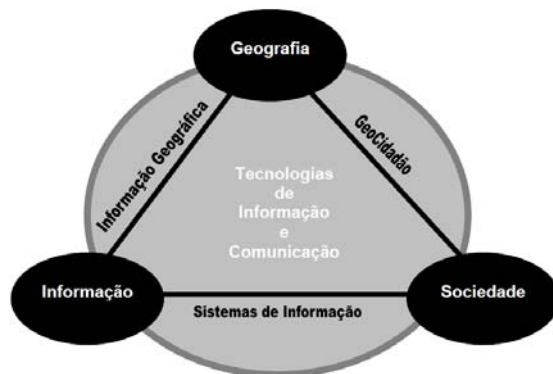 Geografia
Informação Geográfica
GeoCidadão
Tecnologias
de
Informação
e
Comunicação
Informação
Sociedade
Sistemas de Informação